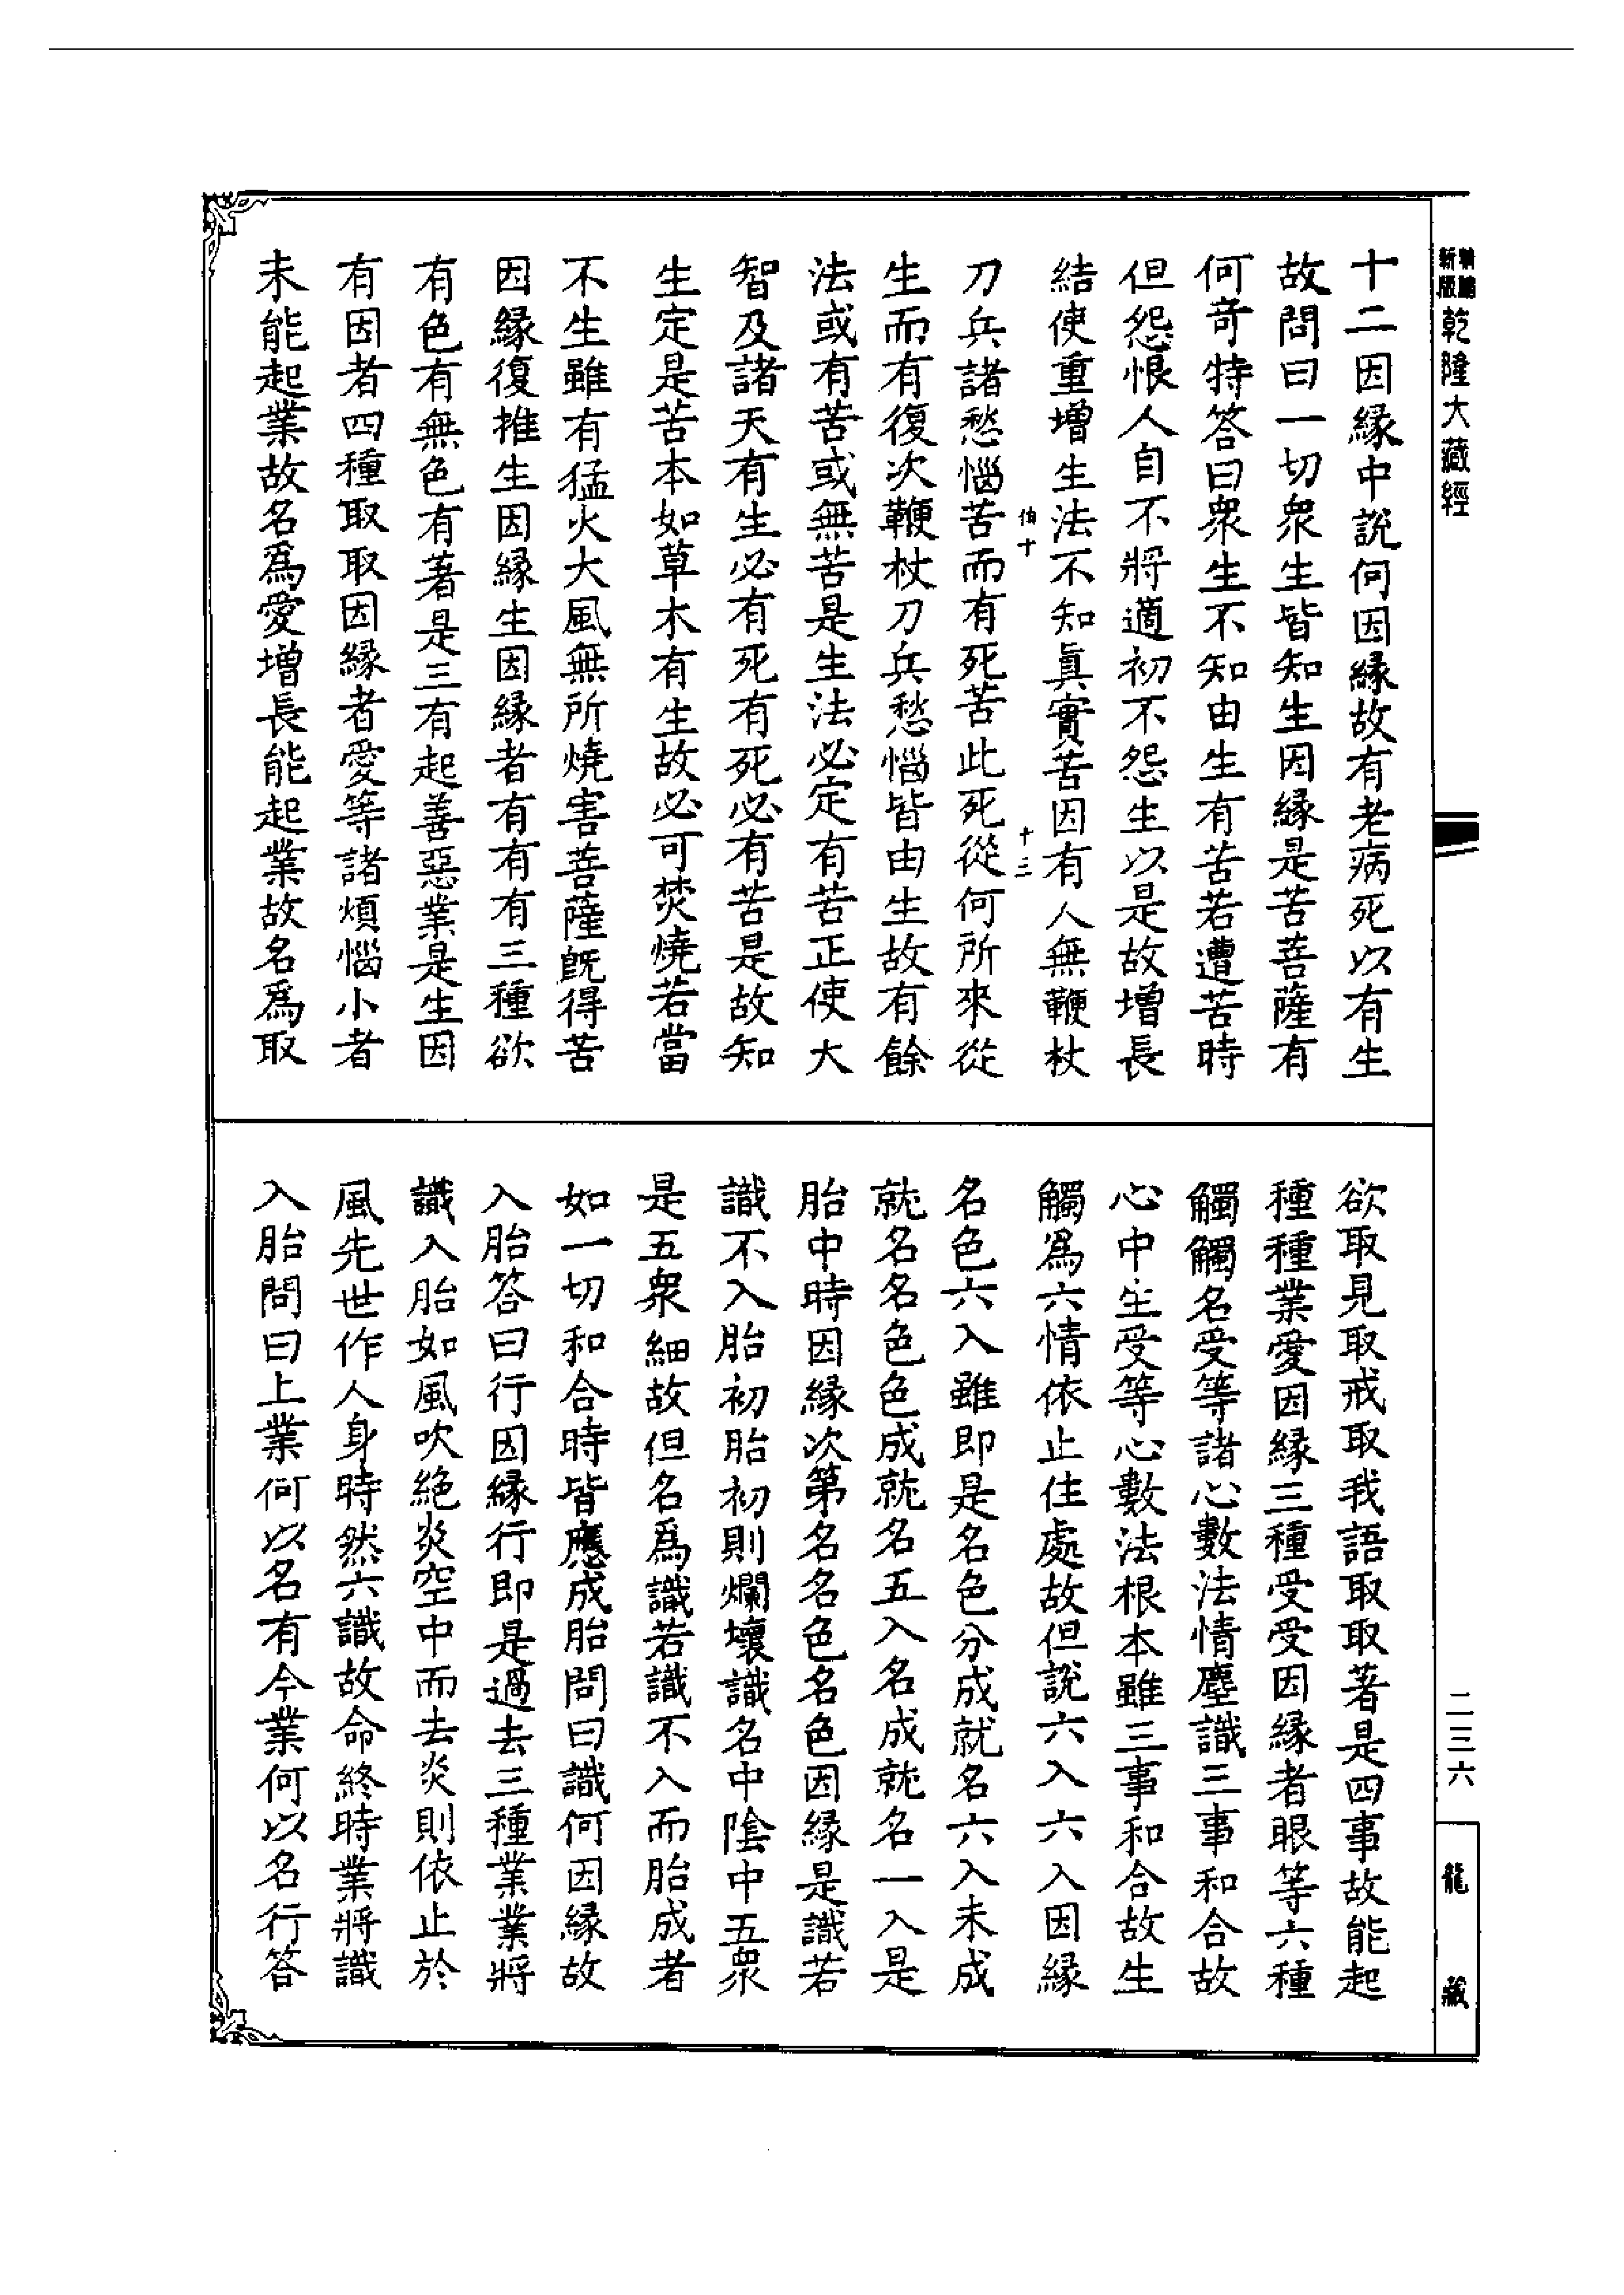 新版
乾隆大藏經
十二因緣中說何因緣故有老病死以有生
故問曰一切衆生皆知生因緣是苦菩薩有
何竒特答曰衆生不知由生有苦若遭苦時
但怨恨人自不將適初不怨生以是故增長
結使重增生法不知眞實苦因有人無鞭杖
伯十
十三
刀兵諸愁惱苦而有死苦此死從何所來從
生而有復次鞭杖刀兵愁惱皆由生故有餘
法或有苦或無苦是生法必定有苦正使大
智及諸天有生必有死有死必有苦是故知
生定是苦本如草木有生故必可焚燒若當
不生雖有猛火大風無所燒害菩薩旣得苦
因緣復推生因緣生因緣者有有有三種欲
有色有無色有著是三有起善惡業是生因
有因者四種取取因緣者愛等諸煩惱小者
未能起業故名爲愛增長能起業故名爲取
欲取見取戒取我語取取著是四事故能起
種種業愛因緣三種受受因緣者眼等六種
觸觸名受等諸心數法情塵識三事和合故
心中生受等心數法根本雖三事和合故生
觸爲六情依止住處故但說六入六入因緣
名色六入雖即是名色分成就名六入未成
就名名色色成就名五入名成就名一入是
胎中時因緣次第名名色名色因緣是識若
識不入胎初胎初則爛壞識名中陰中五衆
是五衆細故但名爲識若識不入而胎成者
如一切和合時皆應成胎問曰識何因緣故
入胎答曰行因緣行即是過去三種業業將
識入胎如風吹絶炎空中而去炎則依止於
風先世作人身時然六識故命終時業將識
入胎問曰上業何以名有今業何以名行答
二三六
龍藏